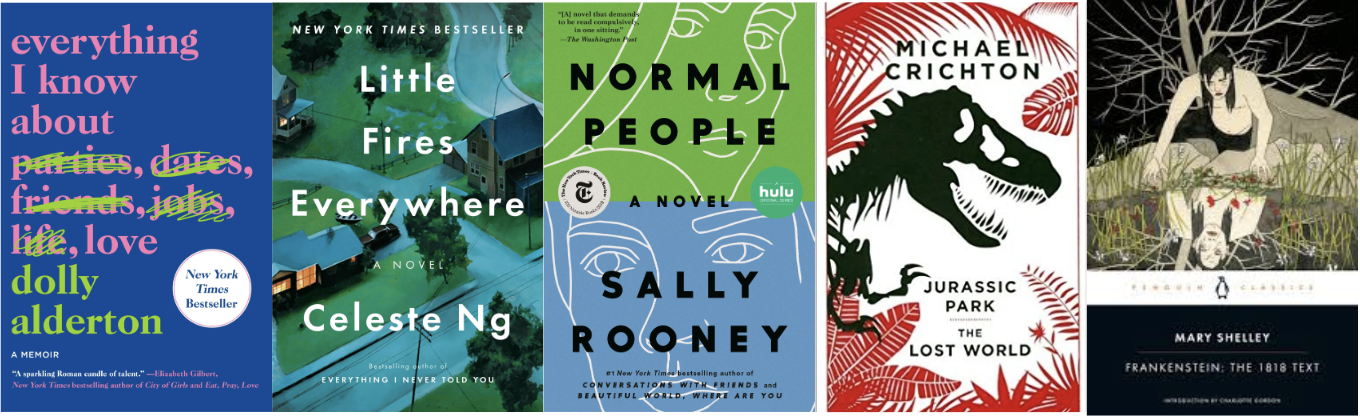 everything
I know
about
parties, dates,
friends, jobs,
life, love
dolly
alderton
New York
Times
Bestseller
A MEMOIR
"A sparkling Roman candle of talent." —Elizabeth Gilbert,
New York Times bestselling author of City of Girls and Eat, Pray, Love
NEW YORK TIMES BESTSELLER
Little
Fires
Everywhere
A NOVEL
Celeste Ng
Bestselling author of
EVERYTHING I NEVER TOLD YOU
"[A] novel that demands
to be read compulsively,
in one sitting."
—The Washington Post
NORMAL
PEOPLE
A NOVEL
hulu
ORIGINAL SERIES
SALLY
ROONEY
#1 New York Times bestselling author of
CONVERSATIONS WITH FRIENDS and
BEAUTIFUL WORLD, WHERE ARE YOU
MICHAEL
CRICHTON
JURASSIC
PARK
THE
LOST WORLD
PENGUIN CLASSICS
MARY SHELLEY
FRANKENSTEIN: THE 1818 TEXT
INTRODUCTION BY CHARLOTTE GORDON